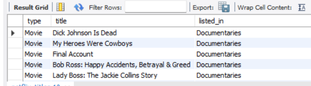 Result Grid Filter Rows: Export: Wrap Cell Content:
type title listed_in
Movie Dick Johnson Is Dead Documentaries
Movie My Heroes Were Cowboys Documentaries
Movie Final Account Documentaries
Movie Bob Ross: Happy Accidents, Betrayal & Greed Documentaries
Movie Lady Boss: The Jackie Collins Story Documentaries